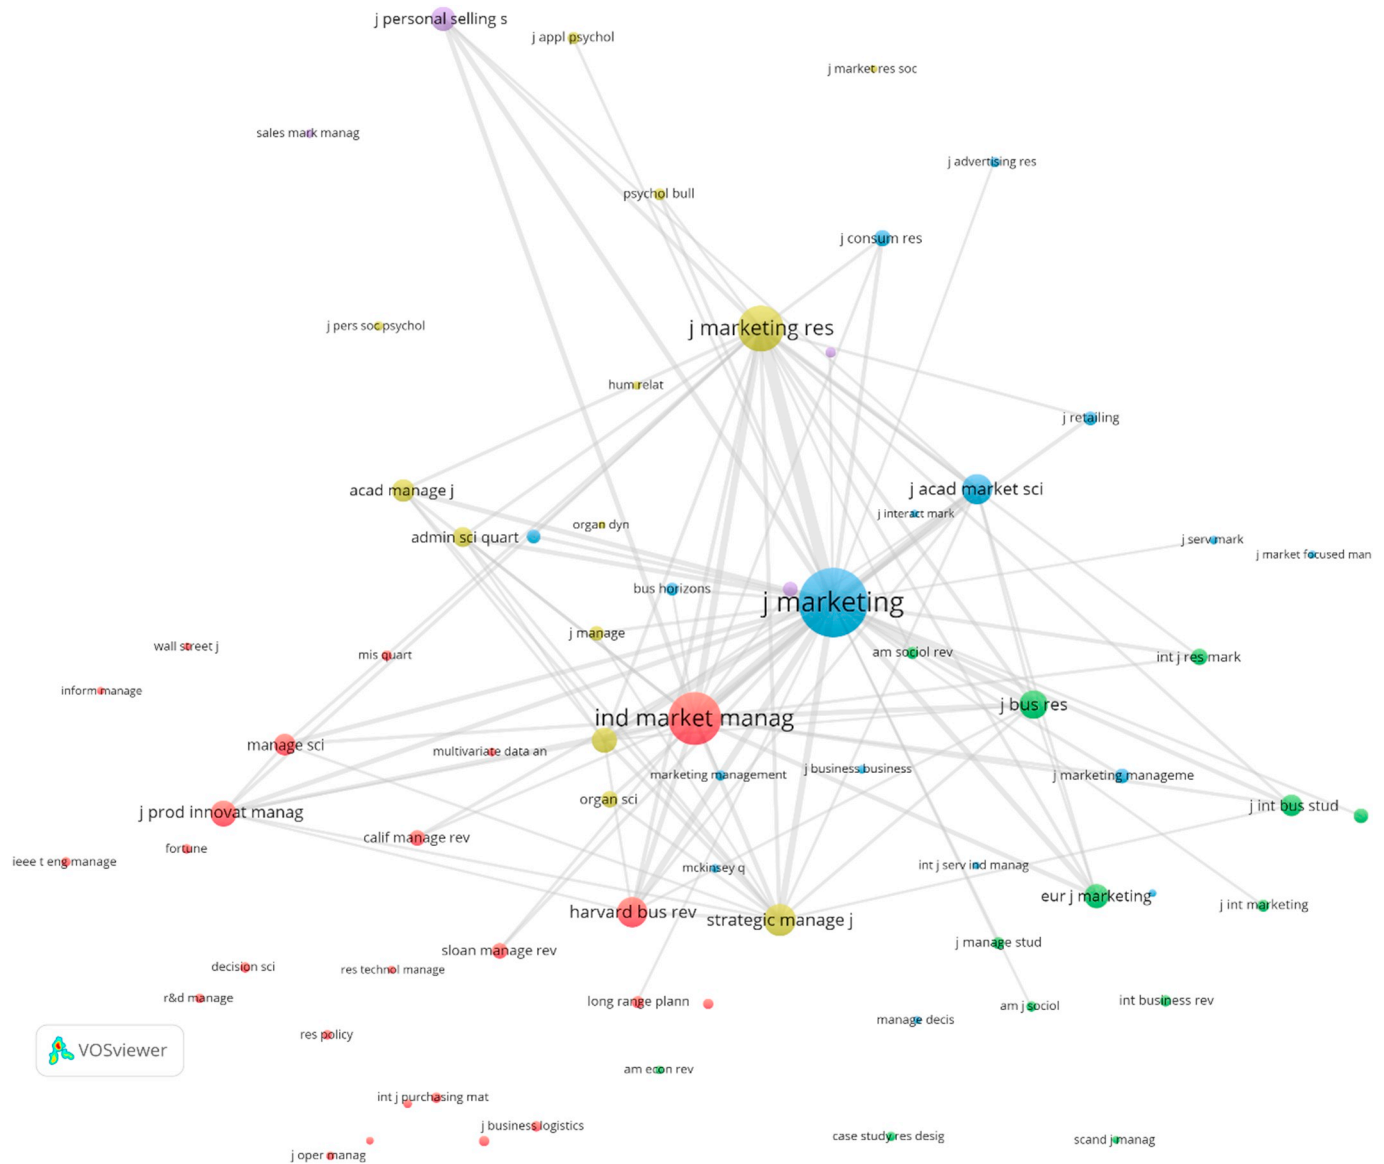 j personal selling s
j appl psychol
j market res soc
sales mark manag
j advertising res
psychol bull
j consum res
j pers soc psychol
j marketing res
hum relat
j retailing
acad manage j
j acad market sci
j interact mark
organ dyn
admin sci quart
j serv mark
j market focused man
bus horizons
j marketing
j manage
wall street j
mis quart
am sociol rev
int j res mark
inform manage
ind market manag
j bus res
manage sci
multivariate data an
marketing management
j business business
j marketing manageme
organ sci
j int bus stud
j prod innovat manag
calif manage rev
fortune
ieee t eng manage
mckinsey q
int j serv ind manag
eur j marketing
j int marketing
harvard bus rev
strategic manage j
sloan manage rev
j manage stud
decision sci
res technol manage
r&d manage
long range plann
am j sociol
int business rev
manage decis
res policy
VOSviewer
am econ rev
int j purchasing mat
j business logistics
case study res desig
scand j manag
j oper manag